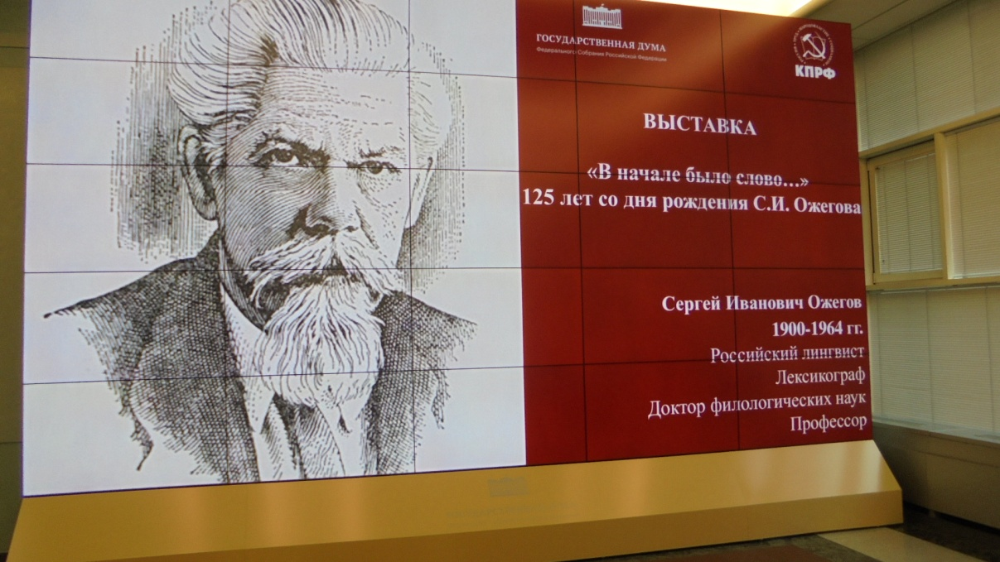 ГОСУДАРСТВЕННАЯ ДУМА
Федерального Собрания Российской Федерации
КПРФ
ВЫСТАВКА
«В начале было слово...»
125 лет со дня рождения С.И. Ожегова
Сергей Иванович Ожегов
1900-1964 гг.
Российский лингвист
Лексикограф
Доктор филологических наук
Профессор